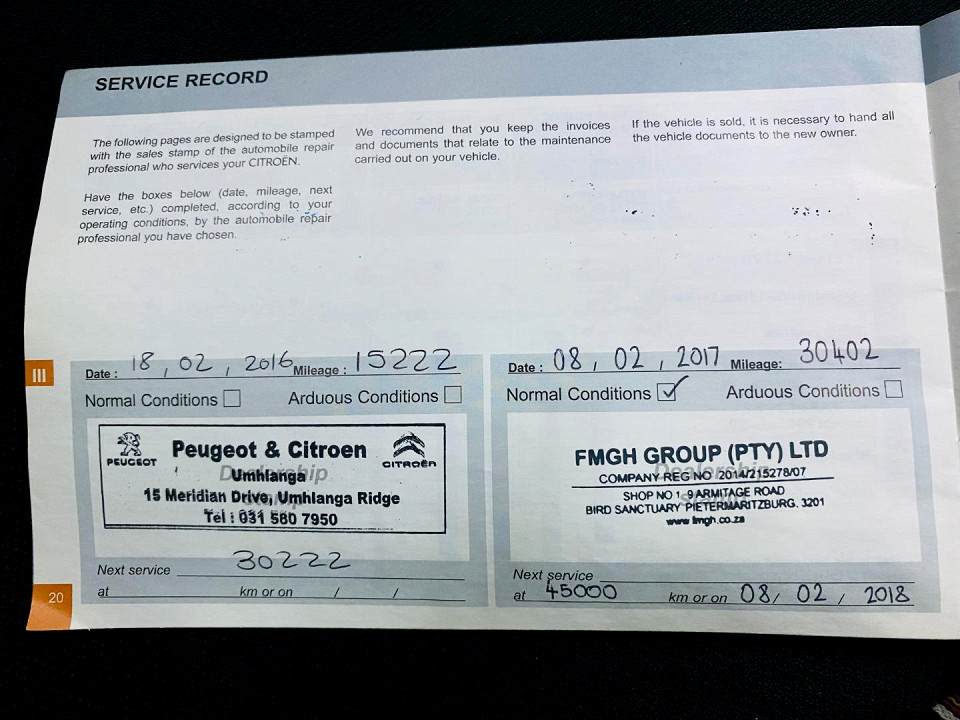 SERVICE RECORD
The following pages are designed to be stamped
with the sales stamp of the automobile repair
professional who services your CITROËN.
Have the boxes below (date, mileage, next
service, etc.) completed, according to your
operating conditions, by the automobile repair
professional you have chosen.
We recommend that you keep the invoices
and documents that relate to the maintenance
carried out on your vehicle.
If the vehicle is sold, it is necessary to hand all
the vehicle documents to the new owner.
III
Date : 18 , 02 , 2016 Mileage : 15222
Normal Conditions Arduous Conditions
PEUGEOT
Peugeot & Citroen
CITROËN
Dealership
Umhlanga
15 Meridian Drive, Umhlanga Ridge
Tel : 031 580 7950
Next service 30222
at km or on / /
Date : 08 , 02 , 2017 Mileage: 30402
Normal Conditions ✓ Arduous Conditions
FMGH GROUP (PTY) LTD
Dealership
COMPANY REG NO 2014/215278/07
stamp
SHOP NO 1, 9 ARMITAGE ROAD
BIRD SANCTUARY PIETERMARITZBURG. 3201
www.fmgh.co.za
Next service
at 45000 km or on 08/ 02 / 2018
20